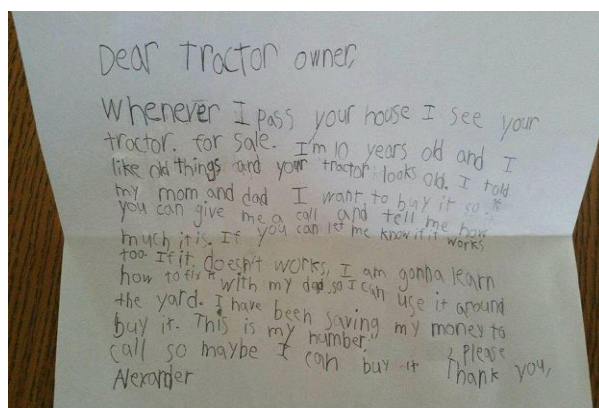 Dear Tractor owner,
Whenever I pass your house I see your
tractor. for sale. I'm 10 years old and I
like old things and your tractor looks old. I told
my mom and dad I want to buy it so
you can give me a call and tell me how
much it is. If you can let me know if it works
too. If it doesn't works, I am gonna learn
how to fix it with my dad so I can use it around
the yard. I have been saving my money to
buy it. This is my number. please
call so maybe I can buy it Thank you,
Alexander